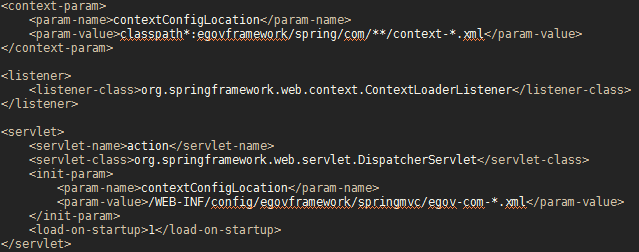 <context-param>
<param-name>contextConfigLocation</param-name>
<param-value>classpath*:egovframework/spring/com/**/context-*.xml</param-value>
</context-param>
<listener>
<listener-class>org.springframework.web.context.ContextLoaderListener</listener-class>
</listener>
<servlet>
<servlet-name>action</servlet-name>
<servlet-class>org.springframework.web.servlet.DispatcherServlet</servlet-class>
<init-param>
<param-name>contextConfigLocation</param-name>
<param-value>/WEB-INF/config/egovframework/springmvc/egov-com-*.xml</param-value>
</init-param>
<load-on-startup>1</load-on-startup>
</servlet>